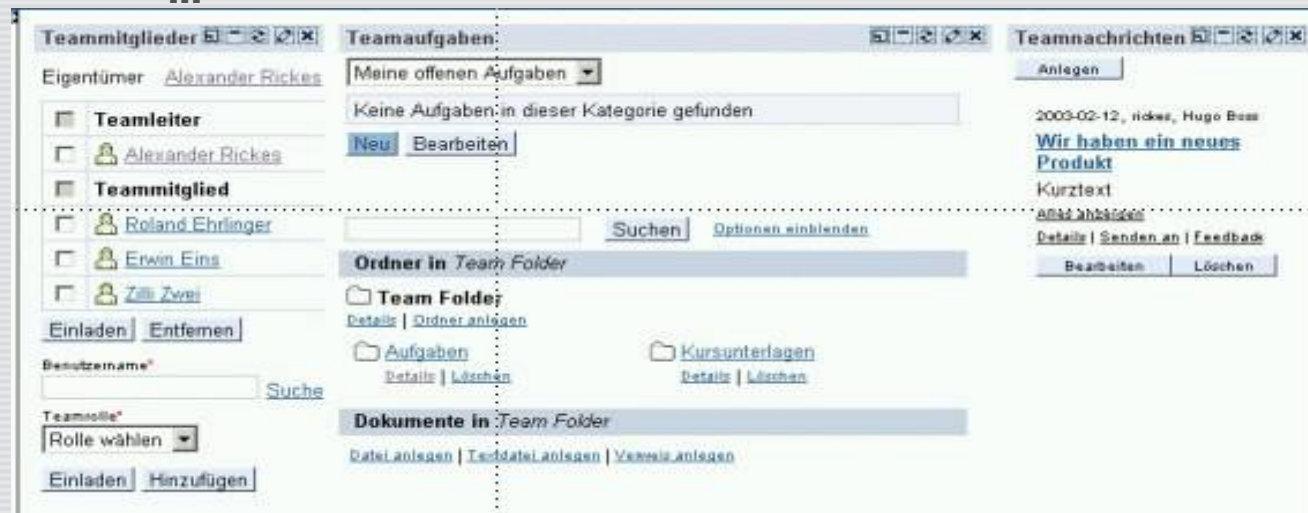 Teammitglieder
Eigentümer Alexander Rickes
Teamleiter
Alexander Rickes
Teammitglied
Roland Ehrlinger
Erwin Eins
Zilli Zwei
Einladen Entfernen
Benutzername*
Suche
Teamrolle*
Rolle wählen
Einladen Hinzufügen
Teamaufgaben
Meine offenen Aufgaben
Keine Aufgaben in dieser Kategorie gefunden
Neu Bearbeiten
Suchen Optionen einblenden
Ordner in Team Folder
Team Folder
Details | Ordner anlegen
Aufgaben Kursunterlagen
Details | Löschen Details | Löschen
Dokumente in Team Folder
Datei anlegen | Textdatei anlegen | Verweis anlegen
Teamnachrichten
Anlegen
2003-02-12, rickes, Hugo Boss
Wir haben ein neues
Produkt
Kurztext
Alles anzeigen
Details | Senden an | Feedback
Bearbeiten Löschen